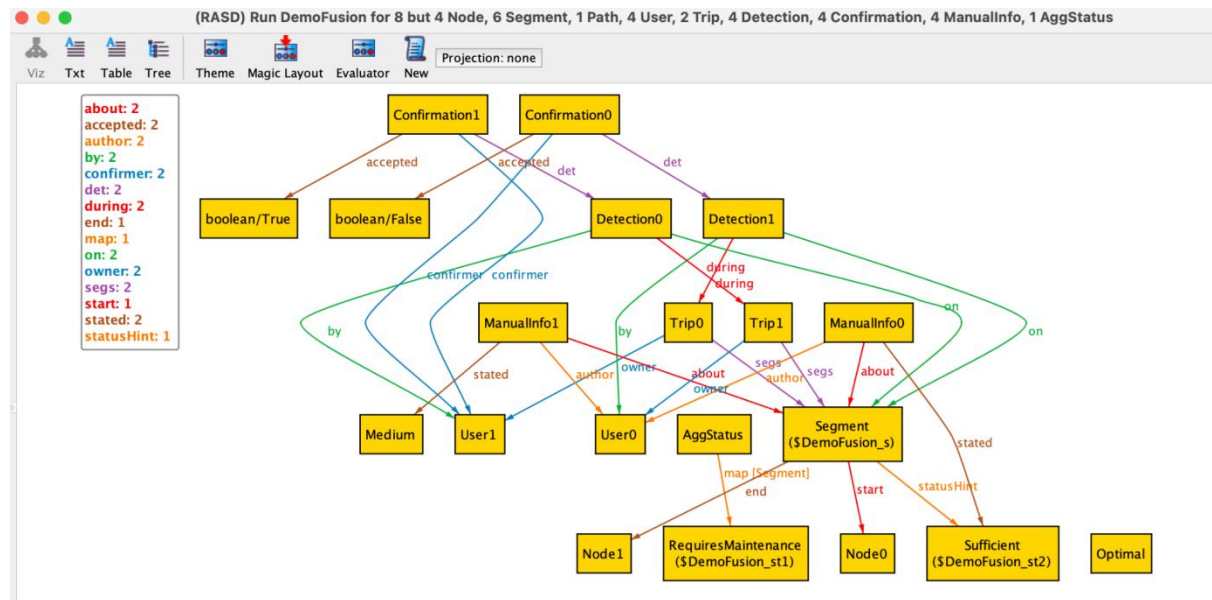 (RASD) Run DemoFusion for 8 but 4 Node, 6 Segment, 1 Path, 4 User, 2 Trip, 4 Detection, 4 Confirmation, 4 ManualInfo, 1 AggStatus
Viz Txt Table Tree Theme Magic Layout Evaluator New Projection: none
about: 2
accepted: 2
author: 2
by: 2
confirmer: 2
det: 2
during: 2
end: 1
map: 1
on: 2
owner: 2
segs: 2
start: 1
stated: 2
statusHint: 1
Confirmation1 Confirmation0
accepted accepted det
det
boolean/True boolean/False Detection0 Detection1
during
confirmer confirmer
during
on
ManualInfo1 Trip0 Trip1 ManualInfo0
by by on
segs
owner
stated author about segs author about
owner
Medium User1 User0 AggStatus
Segment
($DemoFusion_s)
stated
map [Segment]
end start statusHint
Node1
RequiresMaintenance
($DemoFusion_st1)
Node0
Sufficient
($DemoFusion_st2)
Optimal